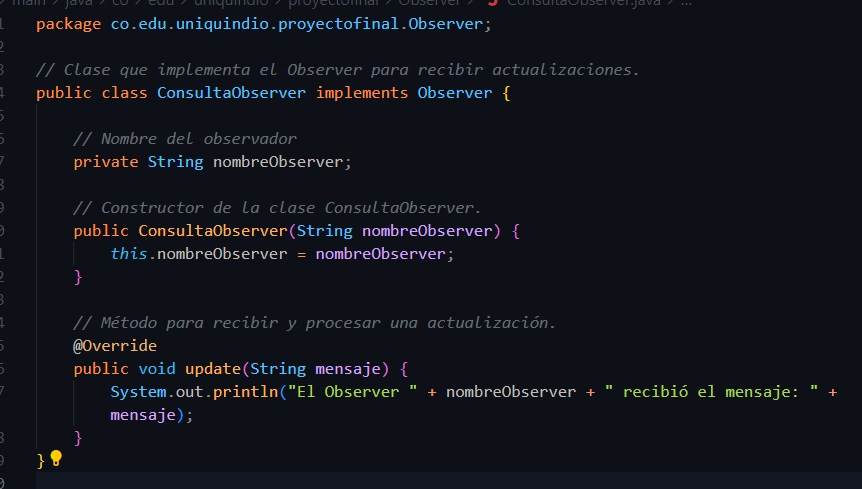 main > java > co > edu > uniquindio > proyectofinal > Observer > ConsultaObserver.java > ...
package co.edu.uniquindio.proyectofinal.Observer;
// Clase que implementa el Observer para recibir actualizaciones.
public class ConsultaObserver implements Observer {
// Nombre del observador
private String nombreObserver;
// Constructor de la clase ConsultaObserver.
public ConsultaObserver(String nombreObserver) {
this.nombreObserver = nombreObserver;
}
// Método para recibir y procesar una actualización.
@Override
public void update(String mensaje) {
System.out.println("El Observer " + nombreObserver + " recibió el mensaje: " +
mensaje);
}
}